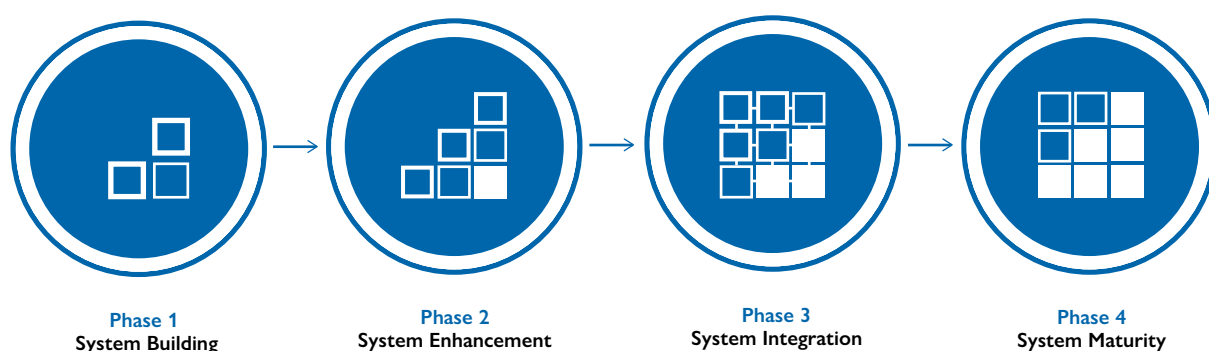 Phase 1
System Building
Phase 2
System Enhancement
Phase 3
System Integration
Phase 4
System Maturity